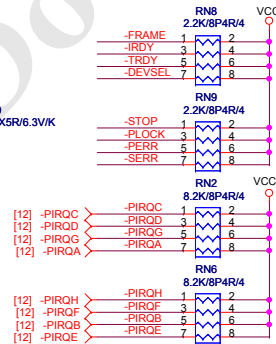 RN8
VCC
2.2K/8P4R/4
-FRAME 1 2
-IRDY 3 4
-TRDY 5 6
-DEVSEL 7 8
RN9
X5R/6.3V/K
2.2K/8P4R/4
-STOP 1 2
-PLOCK 3 4
-PERR 5 6
-SERR 7 8
RN2
VCC
8.2K/8P4R/4
[12] -PIRQC -PIRQC 1 2
[12] -PIRQD -PIRQD 3 4
[12] -PIRQG -PIRQG 5 6
[12] -PIRQA -PIRQA 7 8
RN6
8.2K/8P4R/4
[12] -PIRQH -PIRQH 1 2
[12] -PIRQF -PIRQF 3 4
[12] -PIRQB -PIRQB 5 6
[12] -PIRQE -PIRQE 7 8